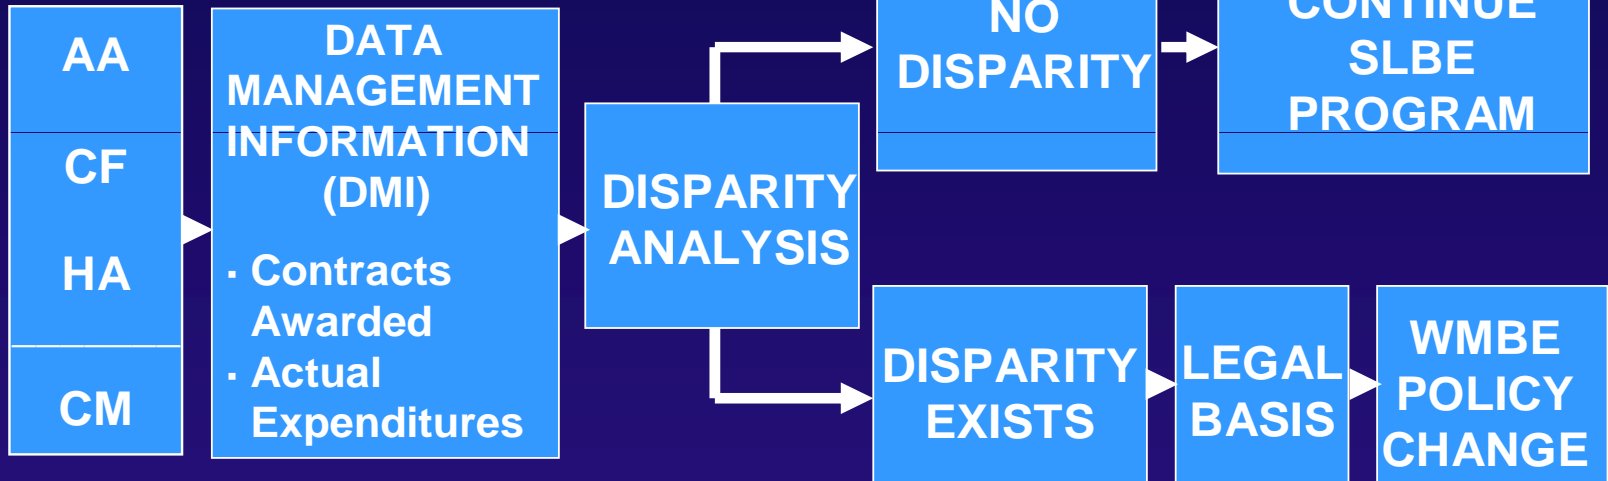 AA
CF
HA
CM
DATA
MANAGEMENT
INFORMATION
(DMI)
▪ Contracts
Awarded
▪ Actual
Expenditures
DISPARITY
ANALYSIS
NO
DISPARITY
CONTINUE
SLBE
PROGRAM
DISPARITY
EXISTS
LEGAL
BASIS
WMBE
POLICY
CHANGE